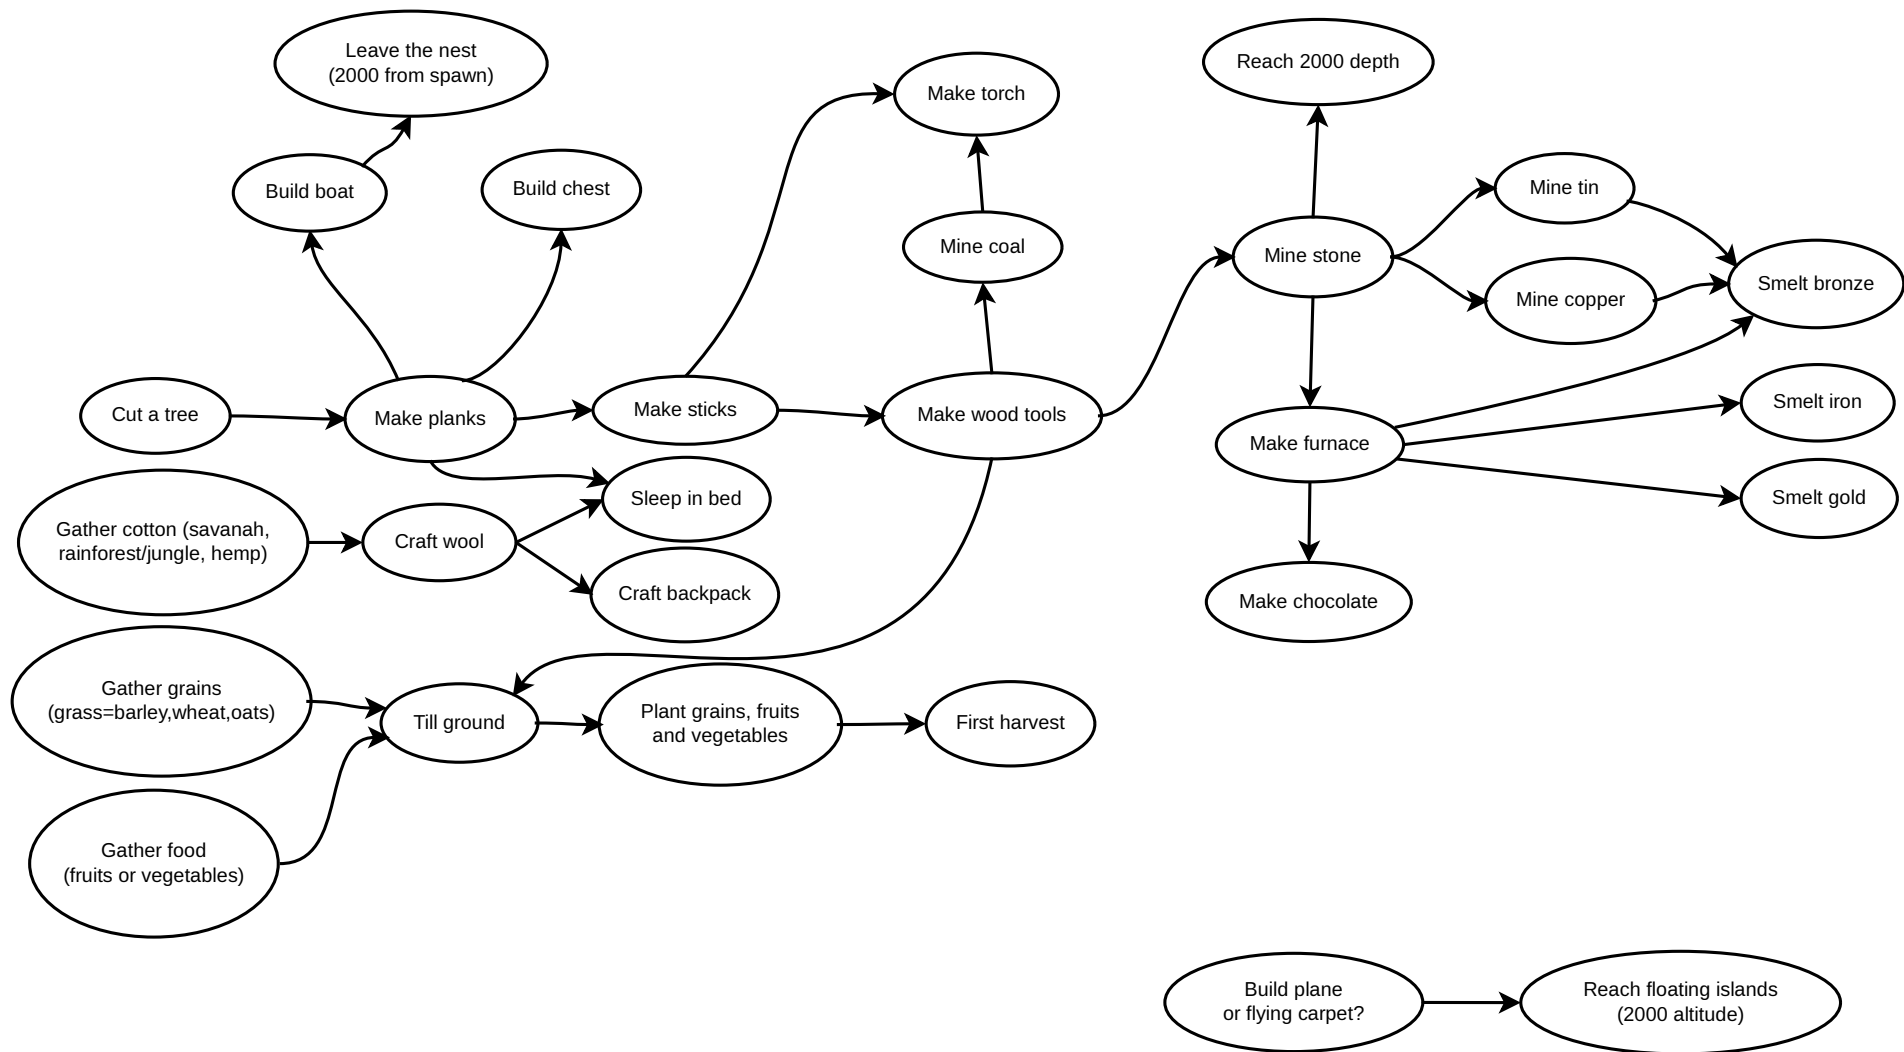 Leave the nest
(2000 from spawn)
Reach 2000 depth
Make torch
Build boat
Build chest
Mine tin
Mine coal
Mine stone
Mine copper
Smelt bronze
Cut a tree
Make planks
Make sticks
Make wood tools
Smelt iron
Make furnace
Sleep in bed
Smelt gold
Gather cotton (savanah,
rainforest/jungle, hemp)
Craft wool
Craft backpack
Make chocolate
Gather grains
(grass=barley,wheat,oats)
Till ground
Plant grains, fruits
and vegetables
First harvest
Gather food
(fruits or vegetables)
Build plane
or flying carpet?
Reach floating islands
(2000 altitude)